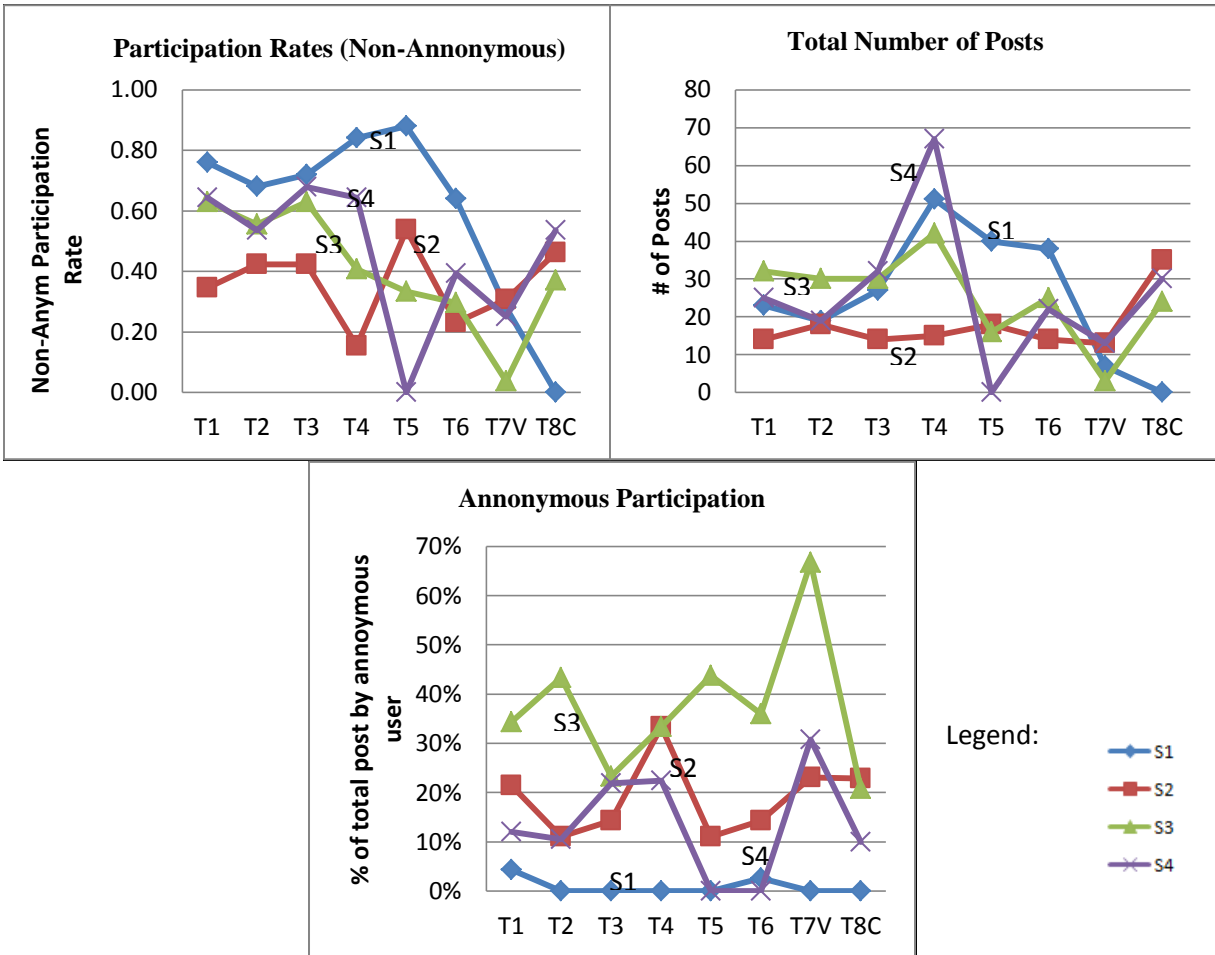 Participation Rates (Non-Annonymous)
Non-Anym Participation
Rate
1.00
0.80
0.60
0.40
0.20
0.00
S1
S4
S3
S2
T1 T2 T3 T4 T5 T6 T7V T8C
Total Number of Posts
# of Posts
80
70
60
50
40
30
20
10
0
S4
S1
S3
S2
T1 T2 T3 T4 T5 T6 T7V T8C
Annonymous Participation
% of total post by annoymous
user
70%
60%
50%
40%
30%
20%
10%
0%
S3
S2
S4
S1
T1 T2 T3 T4 T5 T6 T7V T8C
Legend:
S1
S2
S3
S4